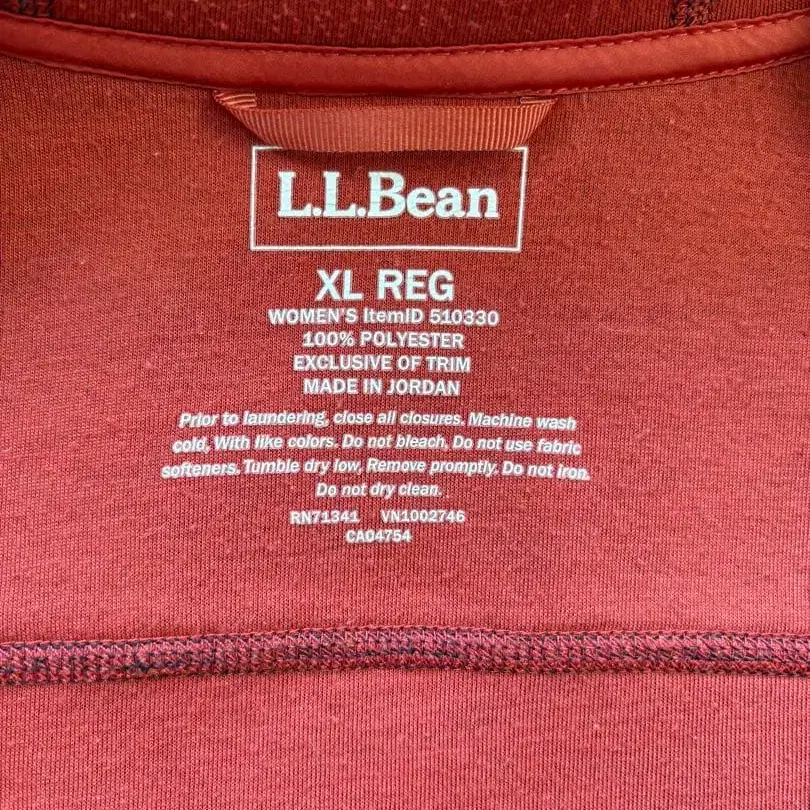 L.L.Bean
XL REG
WOMEN'S ItemID 510330
100% POLYESTER
EXCLUSIVE OF TRIM
MADE IN JORDAN
Prior to laundering, close all closures. Machine wash
cold, With like colors. Do not bleach, Do not use fabric
softeners. Tumble dry low, Remove promptly. Do not iron.
Do not dry clean.
RN71341 VN1002746
CA04754